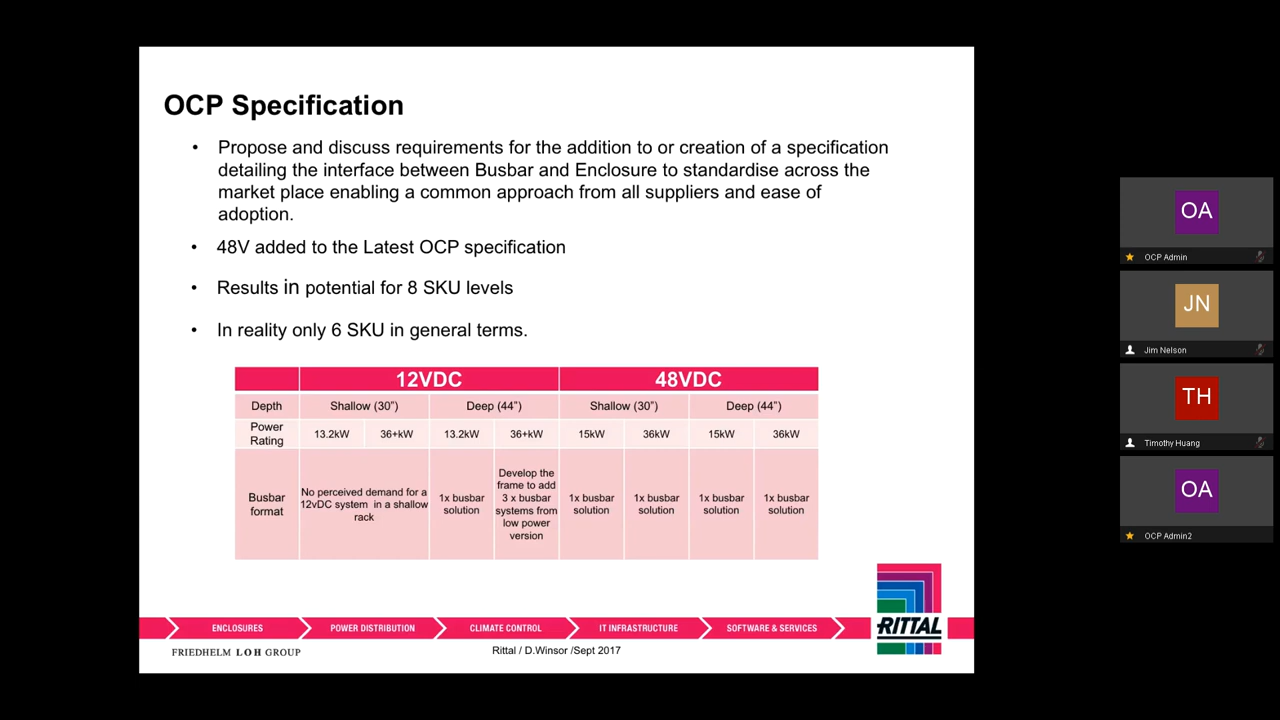 OCP Specification
• Propose and discuss requirements for the addition to or creation of a specification
detailing the interface between Busbar and Enclosure to standardise across the
market place enabling a common approach from all suppliers and ease of
adoption.
• 48V added to the Latest OCP specification
• Results in potential for 8 SKU levels
• In reality only 6 SKU in general terms.
12VDC 48VDC
Depth Shallow (30”) Deep (44”) Shallow (30”) Deep (44”)
Power
Rating
13.2kW 36+kW 13.2kW 36+kW 15kW 36kW 15kW 36kW
Busbar
format
No perceived demand for a
12vDC system in a shallow
rack
1x busbar
solution
Develop the
frame to add
3 x busbar
systems from
low power
version
1x busbar
solution
1x busbar
solution
1x busbar
solution
1x busbar
solution
ENCLOSURES POWER DISTRIBUTION CLIMATE CONTROL IT INFRASTRUCTURE SOFTWARE & SERVICES
RITTAL
FRIEDHELM LOH GROUP
Rittal / D.Winsor /Sept 2017
OA
OCP Admin
JN
Jim Nelson
TH
Timothy Huang
OA
OCP Admin2